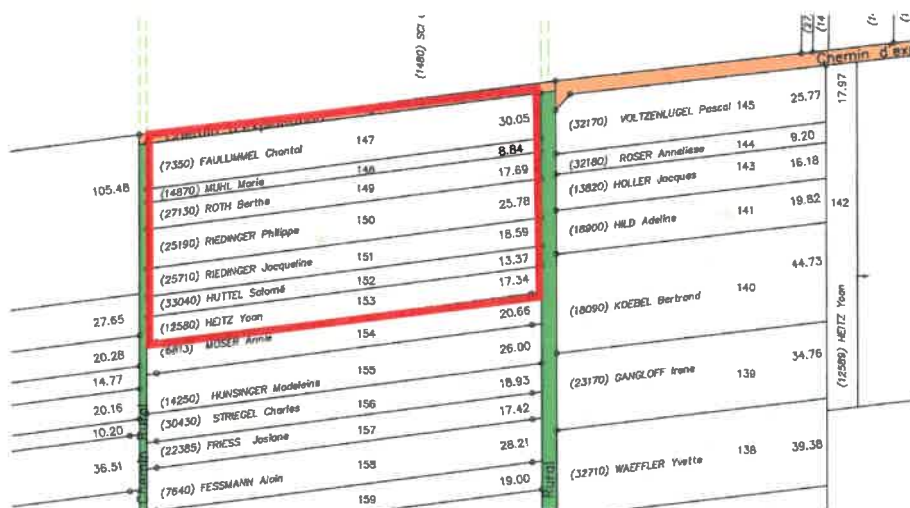 (1480) SCI
Chemin d'ex
105.48
27.65
20.28
14.77
20.16
10.20
36.51
Chemin Rural
(7350) FAULLIMMEL Chantal 147 30.05
(14870) MUHL Marie 148 8.84
(27130) ROTH Berthe 149 17.69
(25190) RIEDINGER Philippe 150 25.78
(25710) RIEDINGER Jacqueline 151 18.59
(33040) HUTTEL Salomé 152 13.37
(12580) HEITZ Yoan 153 17.34
(6813) MOSER Annie 154 20.66
(14250) HUNSINGER Madeleine 155 26.00
(30430) STRIEGEL Charles 156 18.93
(22385) FRIESS Josiane 157 17.42
(7640) FESSMANN Alain 158 28.21
159 19.00
Rural
(32170) VOLTZENLUGEL Pascal 145 25.77
(32180) ROSER Anneliese 144 9.20
(13820) HOLLER Jacques 143 16.18
(18900) HILD Adeline 141 19.82
(18090) KOEBEL Bertrand 140 44.73
(23170) GANGLOFF Irene 139 34.76
(32710) WAEFFLER Yvette 138 39.38
17.97
142
(12589) HEITZ Yoan